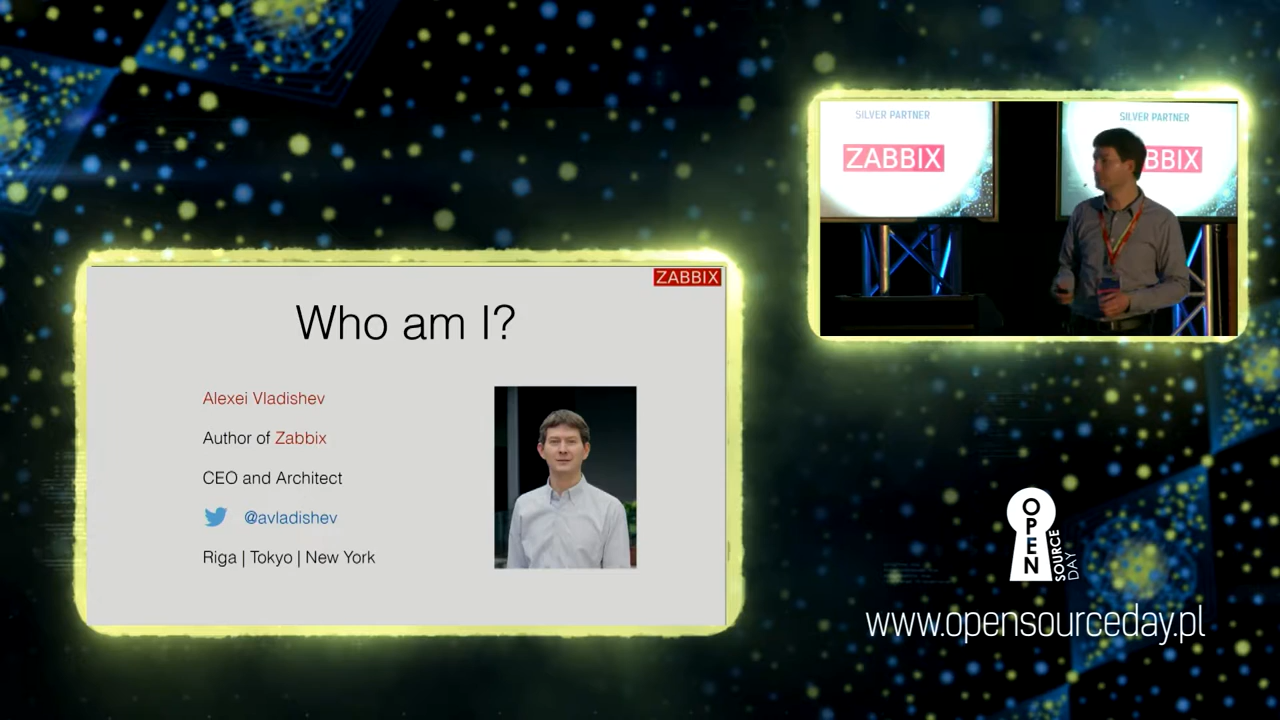 ZABBIX
Who am I?
Alexei Vladishev
Author of Zabbix
CEO and Architect
@avladishev
Riga | Tokyo | New York
SILVER PARTNER
ZABBIX
SILVER PARTNER
BBIX
OPEN
SOURCE
DAY
www.opensourceday.pl